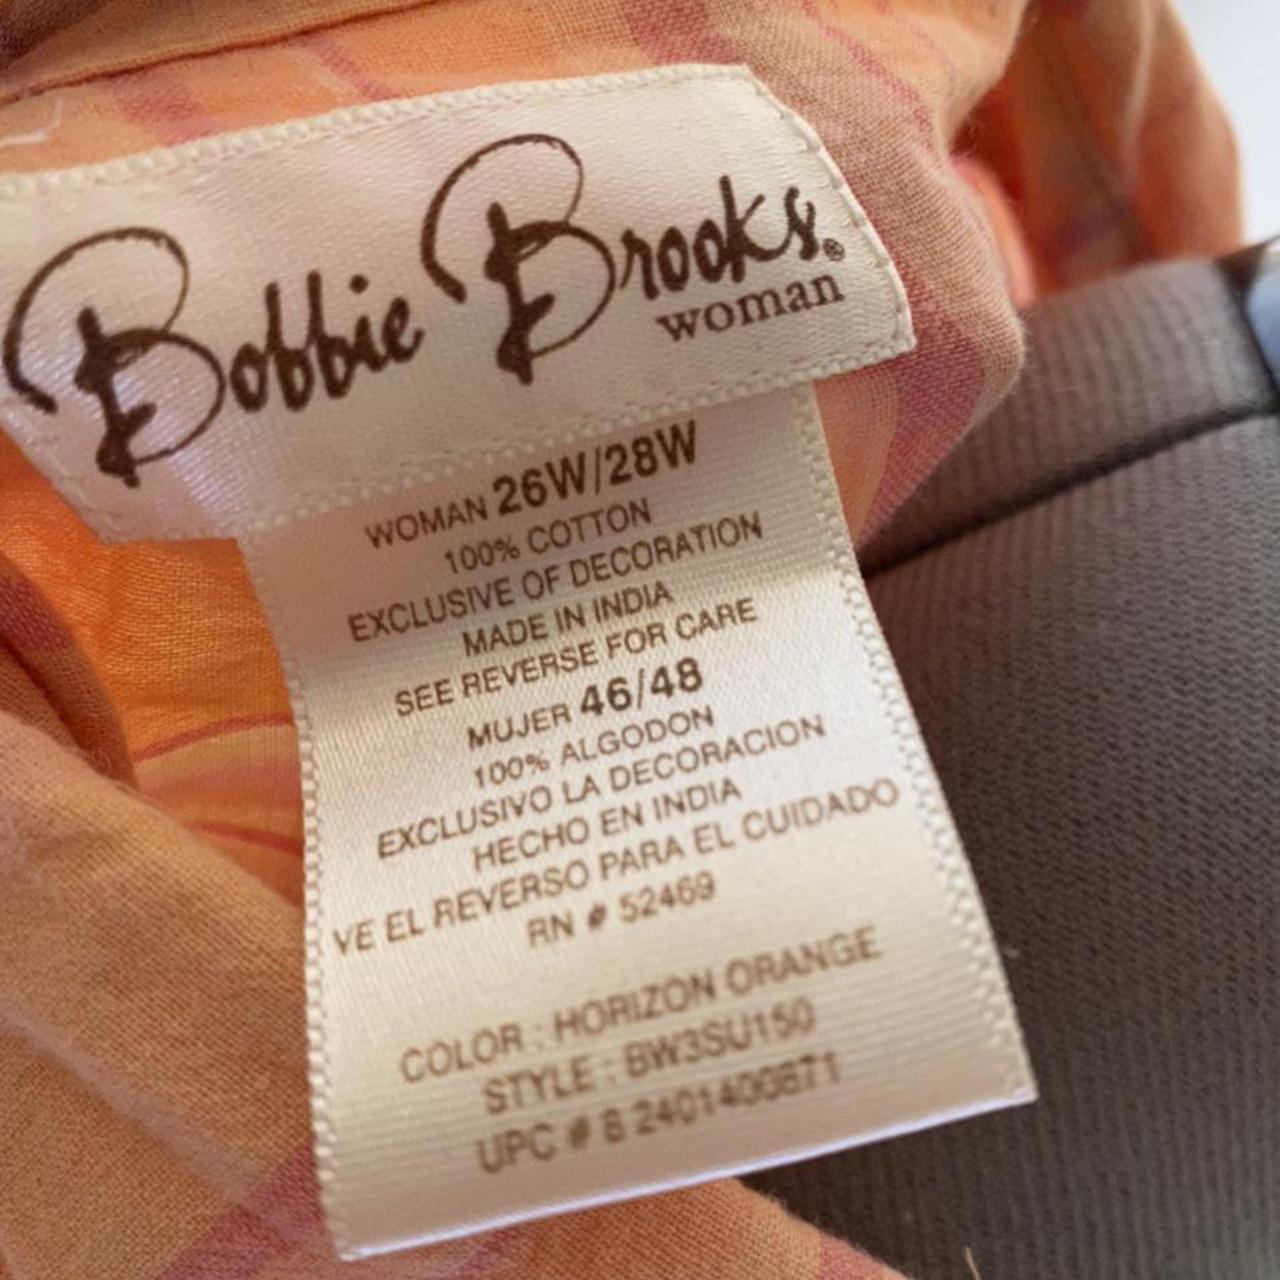 Bobbie Brooks®
woman
WOMAN 26W/28W
100% COTTON
EXCLUSIVE OF DECORATION
MADE IN INDIA
SEE REVERSE FOR CARE
MUJER 46/48
100% ALGODON
EXCLUSIVO LA DECORACION
HECHO EN INDIA
VE EL REVERSO PARA EL CUIDADO
RN # 52469
COLOR : HORIZON ORANGE
STYLE : BW3SU150
UPC # 8